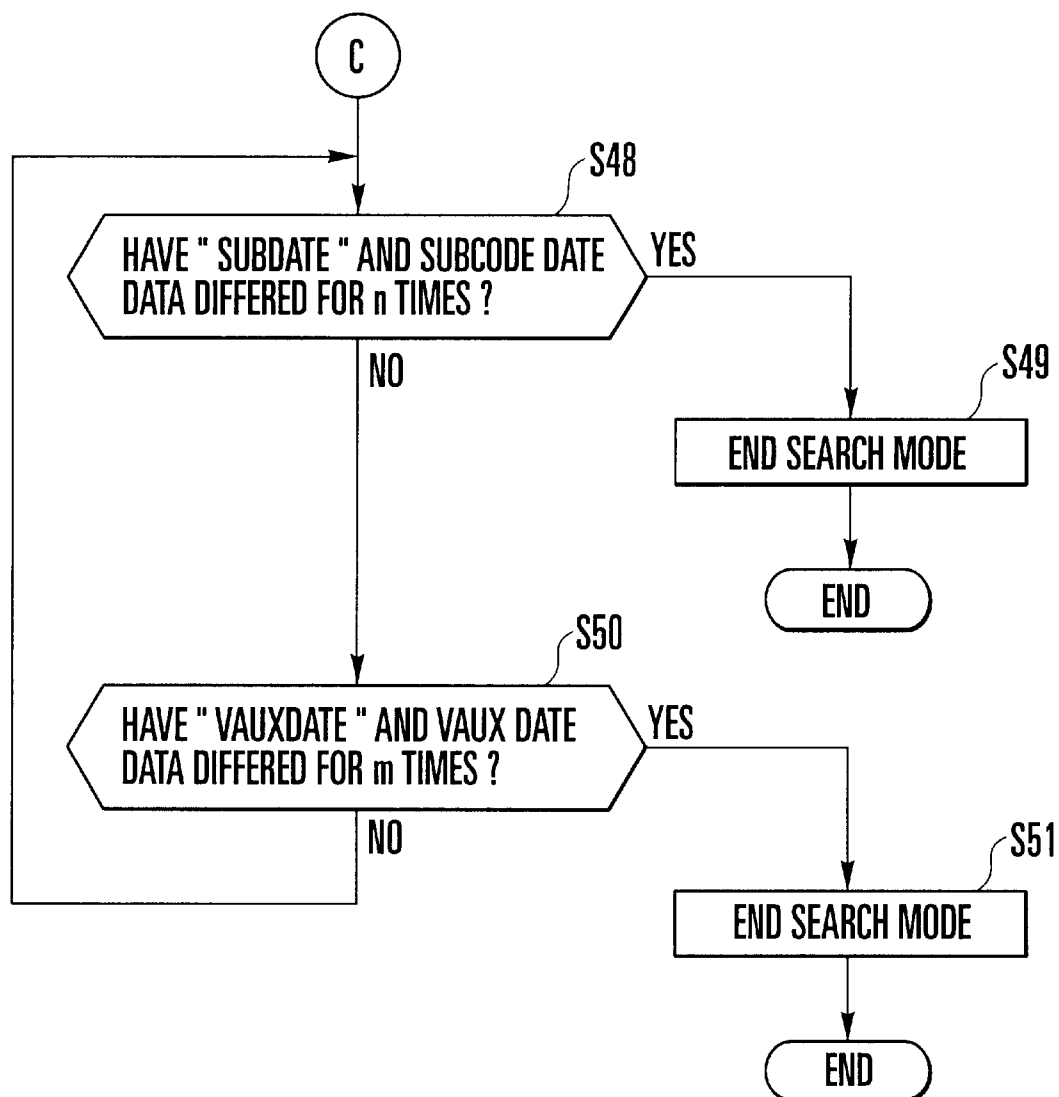 C
S48
HAVE " SUBDATE " AND SUBCODE DATE
DATA DIFFERED FOR n TIMES ?
YES
NO
S49
END SEARCH MODE
END
S50
HAVE " VAUXDATE " AND VAUX DATE
DATA DIFFERED FOR m TIMES ?
YES
NO
S51
END SEARCH MODE
END